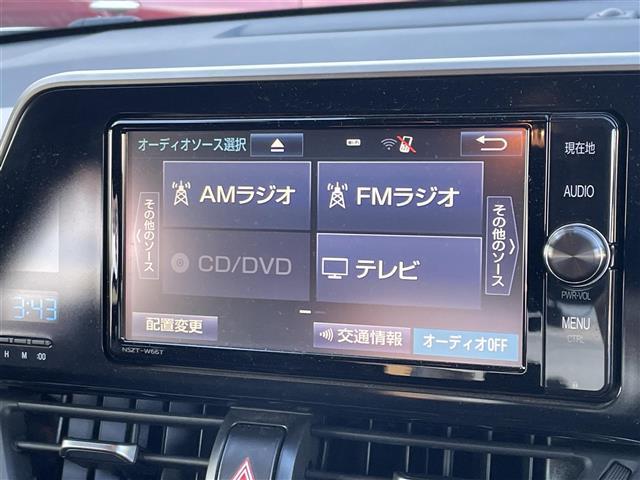 オーディオソース選択
現在地
AMラジオ
FMラジオ
AUDIO
その他のソース
その他のソース
CD/DVD
テレビ
PWR-VOL
3:43
配置変更
交通情報
オーディオOFF
MENU
CTRL
NSZT-W66T
H M :00